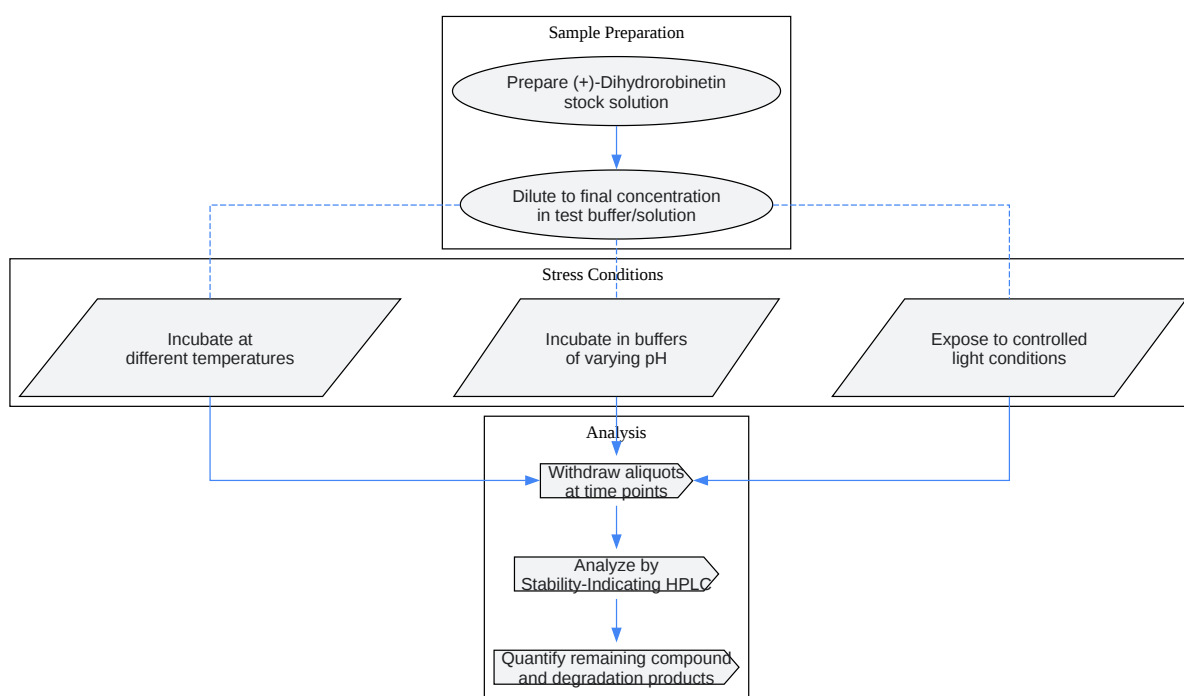 Sample Preparation
Prepare (+)-Dihydrorobinetin
stock solution
Dilute to final concentration
in test buffer/solution
Stress Conditions
Incubate at
different temperatures
Incubate in buffers
of varying pH
Expose to controlled
light conditions
Analysis
Withdraw aliquots
at time points
Analyze by
Stability-Indicating HPLC
Quantify remaining compound
and degradation products